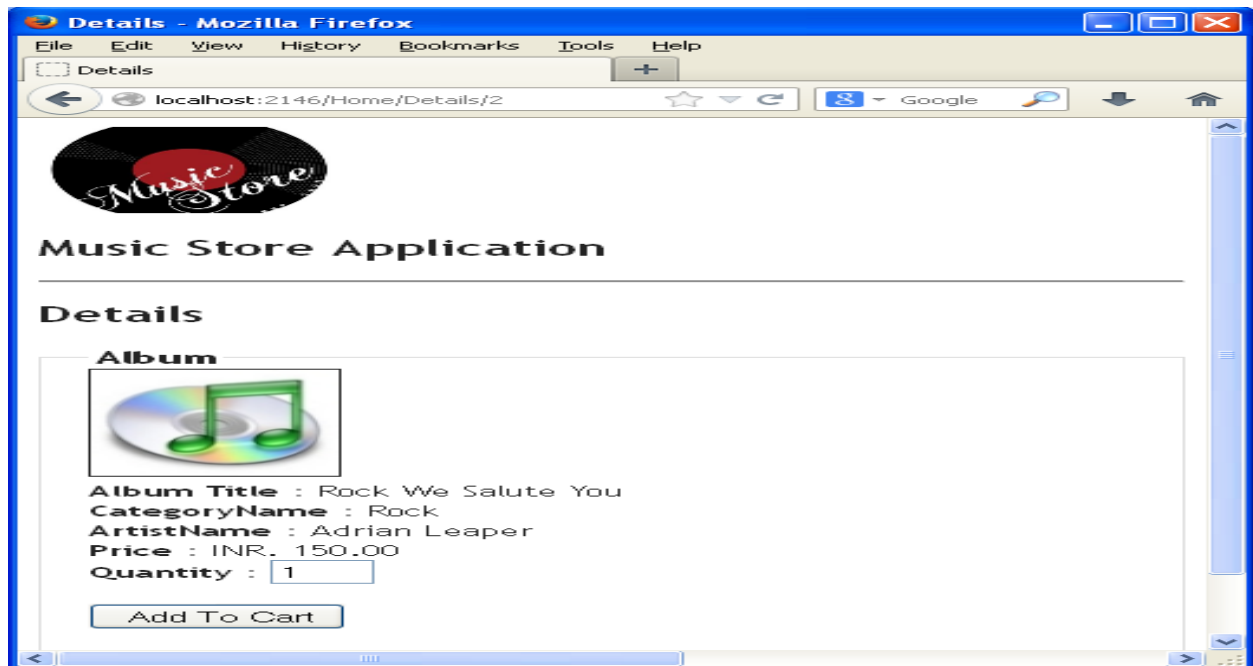 Details - Mozilla Firefox
File Edit View History Bookmarks Tools Help
Details +
localhost:2146/Home/Details/2 8 Google
Music Store
Music Store Application
Details
Album
Album Title : Rock We Salute You
CategoryName : Rock
ArtistName : Adrian Leaper
Price : INR. 150.00
Quantity : 1
Add To Cart